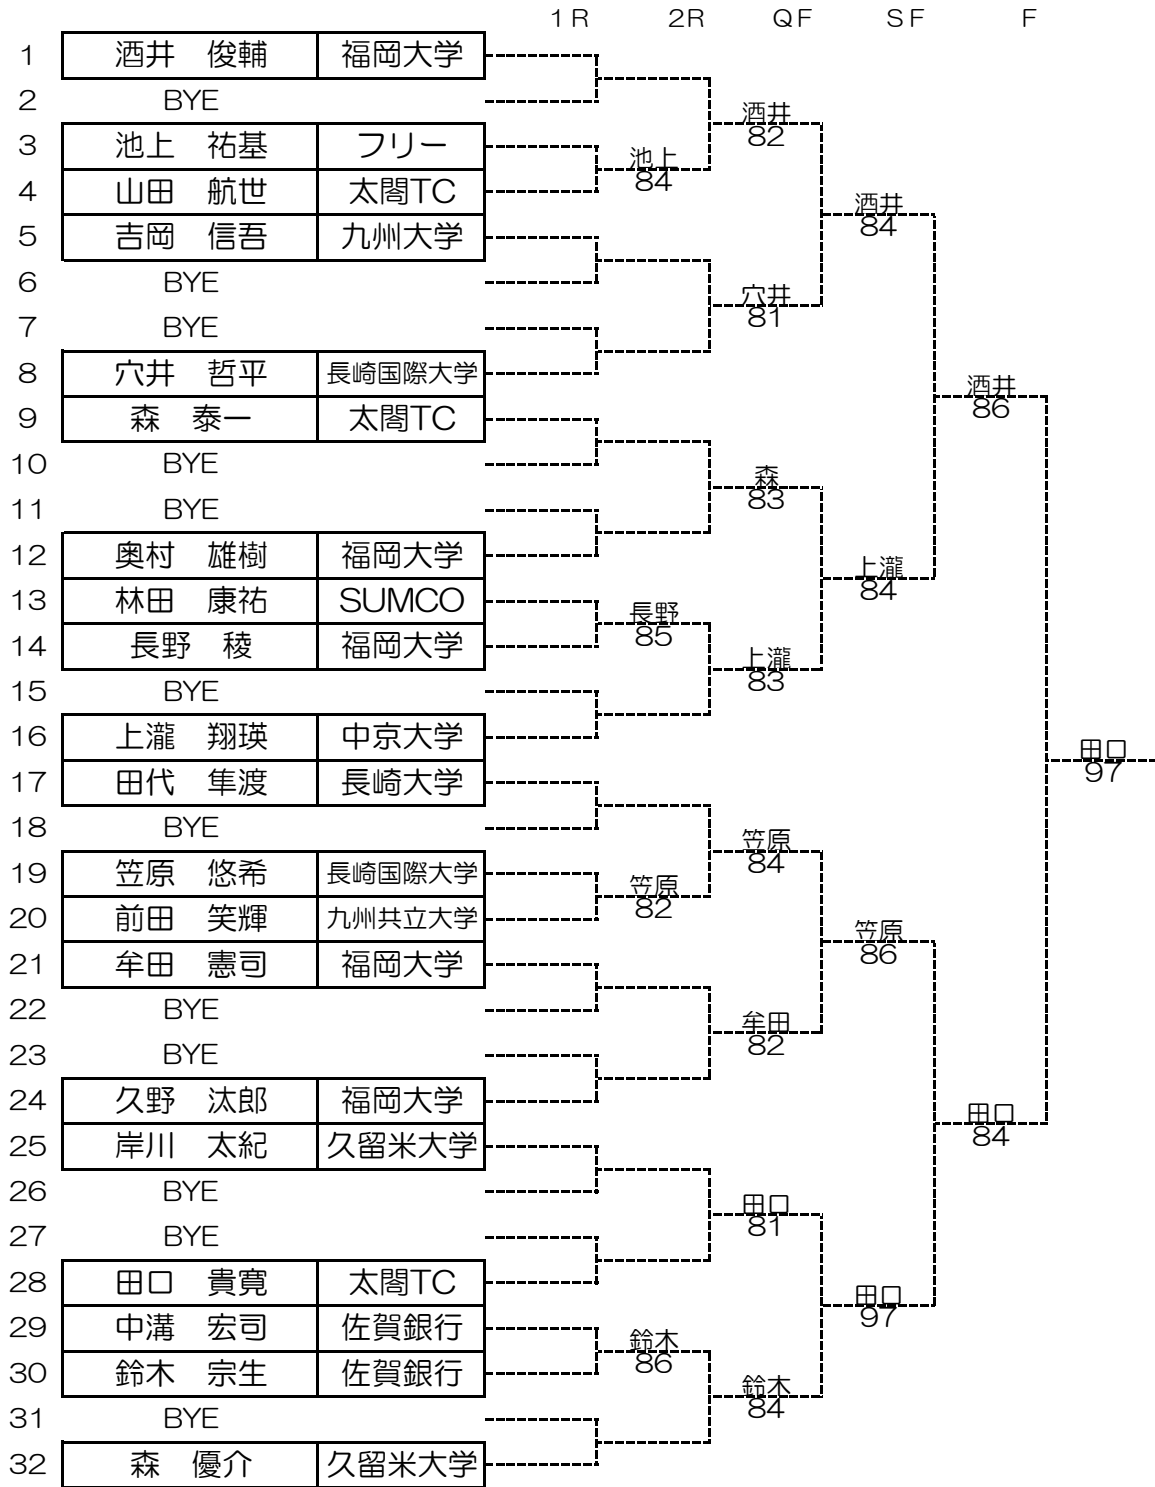 1R 2R QF SF F
1 酒井 俊輔 福岡大学
2 BYE 酒井
82
3 池上 祐基 フリー 池上
84
4 山田 航世 太閤TC 酒井
84
5 吉岡 信吾 九州大学
6 BYE 穴井
81
7 BYE
8 穴井 哲平 長崎国際大学 酒井
86
9 森 泰一 太閤TC
10 BYE 森
83
11 BYE
12 奥村 雄樹 福岡大学 上瀧
84
13 林田 康祐 SUMCO 長野
85
14 長野 稜 福岡大学 上瀧
83
15 BYE
16 上瀧 翔瑛 中京大学 田口
97
17 田代 隼渡 長崎大学
18 BYE 笠原
84
19 笠原 悠希 長崎国際大学 笠原
82
20 前田 笑輝 九州共立大学 笠原
86
21 牟田 憲司 福岡大学
22 BYE 牟田
82
23 BYE
24 久野 汰郎 福岡大学 田口
84
25 岸川 太紀 久留米大学
26 BYE 田口
81
27 BYE
28 田口 貴寛 太閤TC 田口
97
29 中溝 宏司 佐賀銀行 鈴木
86
30 鈴木 宗生 佐賀銀行 鈴木
84
31 BYE
32 森 優介 久留米大学